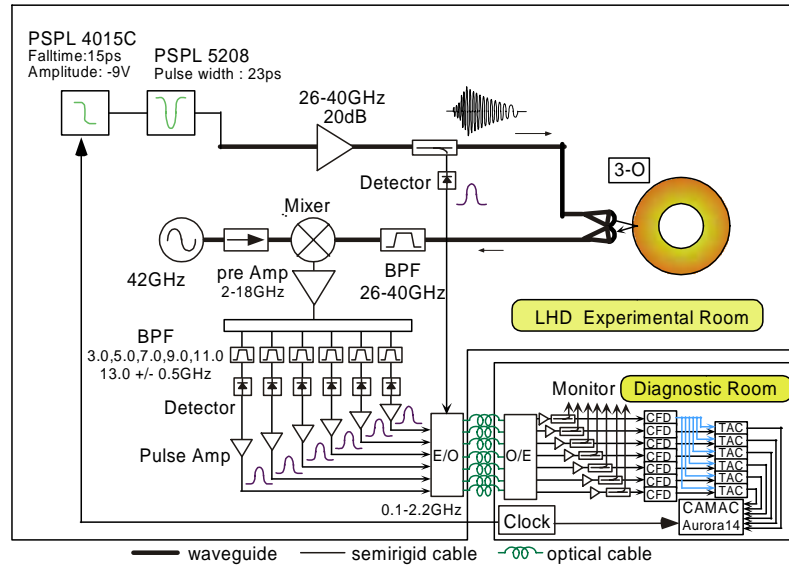 PSPL 4015C
Falltime:15ps
Amplitude: -9V
PSPL 5208
Pulse width : 23ps
26-40GHz
20dB
3-O
Detector
Mixer
42GHz
pre Amp
2-18GHz
BPF
26-40GHz
LHD Experimental Room
BPF
3.0,5.0,7.0,9.0,11.0
13.0 +/- 0.5GHz
Detector
Pulse Amp
E/O
O/E
Monitor
Diagnostic Room
CFD
CFD
CFD
CFD
CFD
CFD
CFD
TAC
TAC
TAC
TAC
TAC
TAC
0.1-2.2GHz
Clock
CAMAC
Aurora14
waveguide
semirigid cable
optical cable